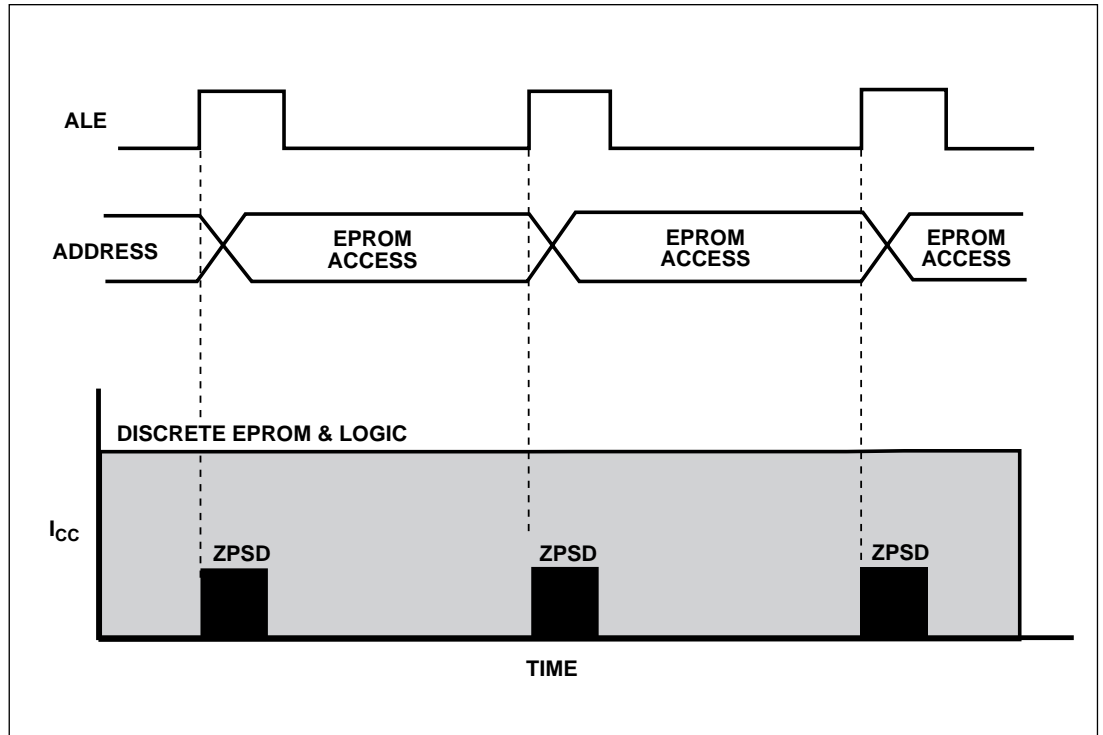 ALE
ADDRESS
EPROM
ACCESS
EPROM
ACCESS
EPROM
ACCESS
DISCRETE EPROM & LOGIC
ICC
ZPSD
ZPSD
ZPSD
TIME